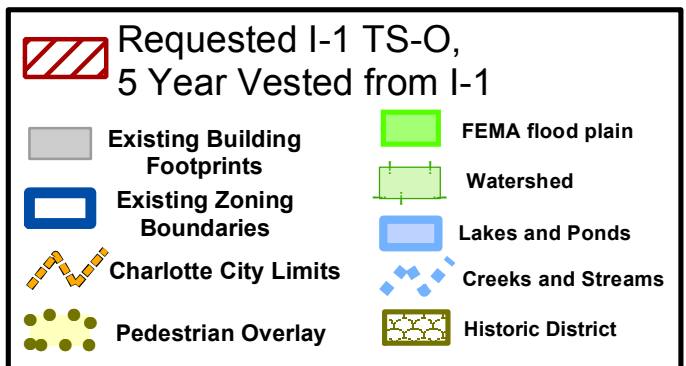 Requested I-1 TS-O,
5 Year Vested from I-1
Existing Building
Footprints
Existing Zoning
Boundaries
Charlotte City Limits
Pedestrian Overlay
FEMA flood plain
Watershed
Lakes and Ponds
Creeks and Streams
Historic District